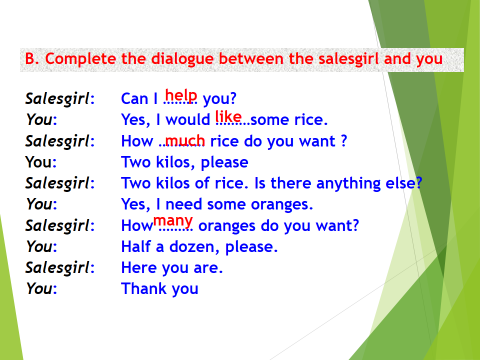 B. Complete the dialogue between the salesgirl and you
Salesgirl: Can I ...help... you?
You: Yes, I would ...like...some rice.
Salesgirl: How ...much... rice do you want ?
You: Two kilos, please
Salesgirl: Two kilos of rice. Is there anything else?
You: Yes, I need some oranges.
Salesgirl: How ...many... oranges do you want?
You: Half a dozen, please.
Salesgirl: Here you are.
You: Thank you